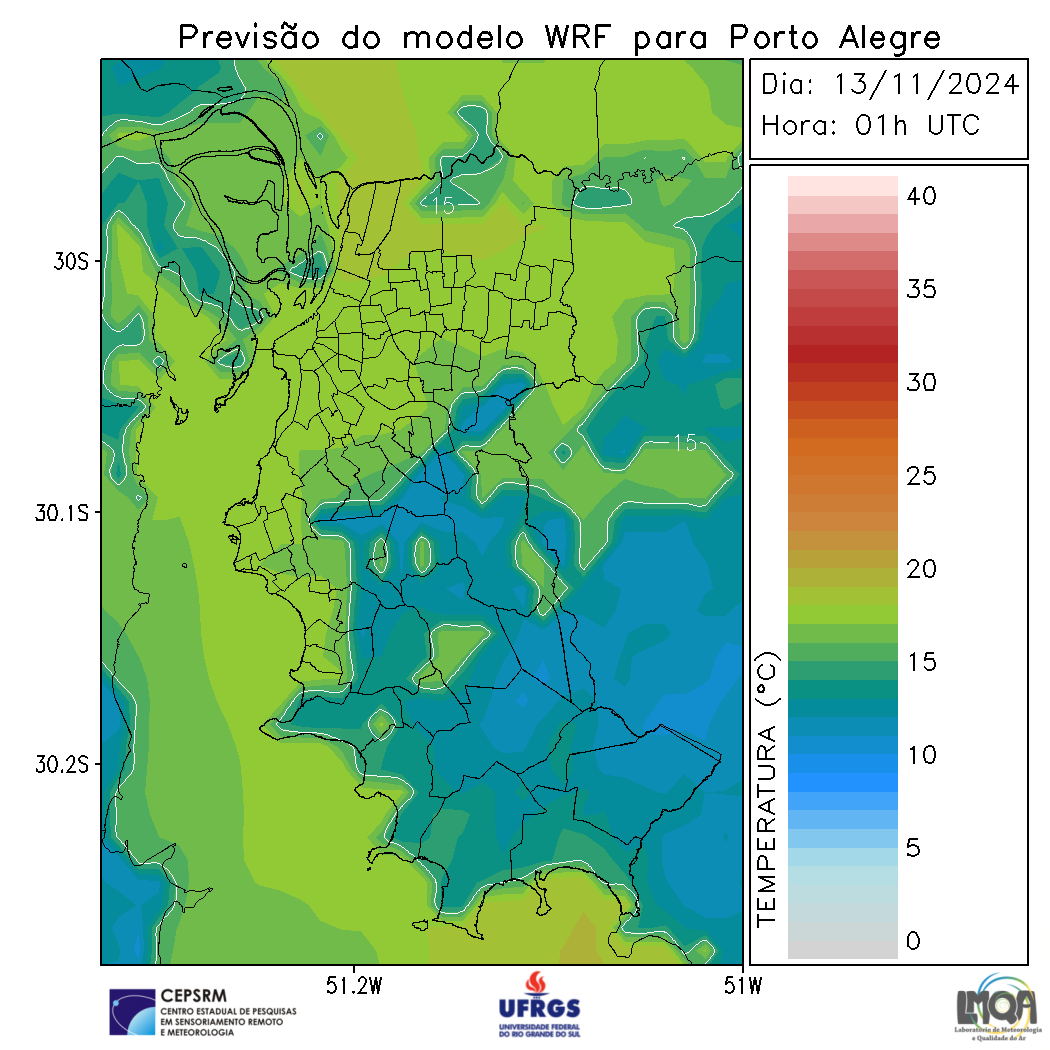 Previsão do modelo WRF para Porto Alegre
Dia: 13/11/2024
Hora: 01h UTC
30S
30.1S
30.2S
51.2W
51W
15
15
TEMPERATURA (°C)
40
35
30
25
20
15
10
5
0
CEPSRM
CENTRO ESTADUAL DE PESQUISAS
EM SENSORIAMENTO REMOTO
E METEOROLOGIA
UFRGS
UNIVERSIDADE FEDERAL
DO RIO GRANDE DO SUL
LMQA
Laboratório de Meteorologia
e Qualidade do Ar